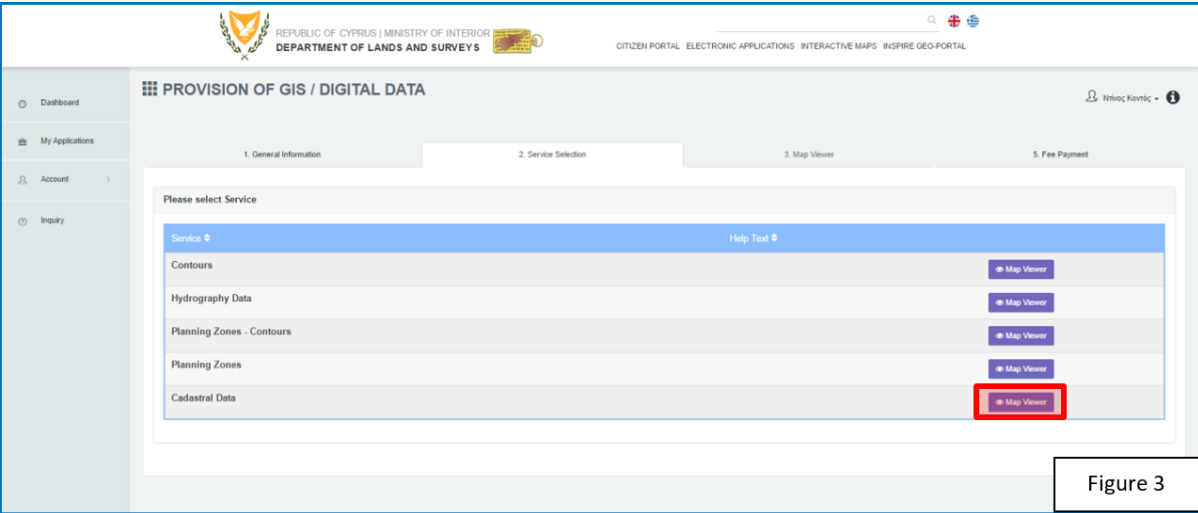 REPUBLIC OF CYPRUS | MINISTRY OF INTERIOR
DEPARTMENT OF LANDS AND SURVEYS
CITIZEN PORTAL ELECTRONIC APPLICATIONS INTERACTIVE MAPS INSPIRE GEO-PORTAL
PROVISION OF GIS / DIGITAL DATA
Ντίνος Κοντός
Dashboard
My Applications
Account
Inquiry
1. General Information
2. Service Selection
3. Map Viewer
5. Fee Payment
Please select Service
Service Help Text
Contours Map Viewer
Hydrography Data Map Viewer
Planning Zones - Contours Map Viewer
Planning Zones Map Viewer
Cadastral Data Map Viewer
Figure 3